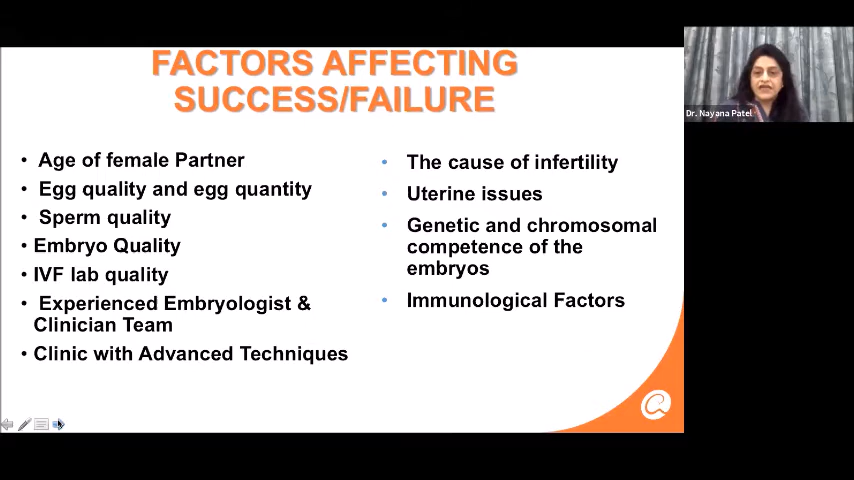 FACTORS AFFECTING
SUCCESS/FAILURE
• Age of female Partner
• Egg quality and egg quantity
• Sperm quality
• Embryo Quality
• IVF lab quality
• Experienced Embryologist &
Clinician Team
• Clinic with Advanced Techniques
• The cause of infertility
• Uterine issues
• Genetic and chromosomal
competence of the
embryos
• Immunological Factors
Dr. Nayana Patel